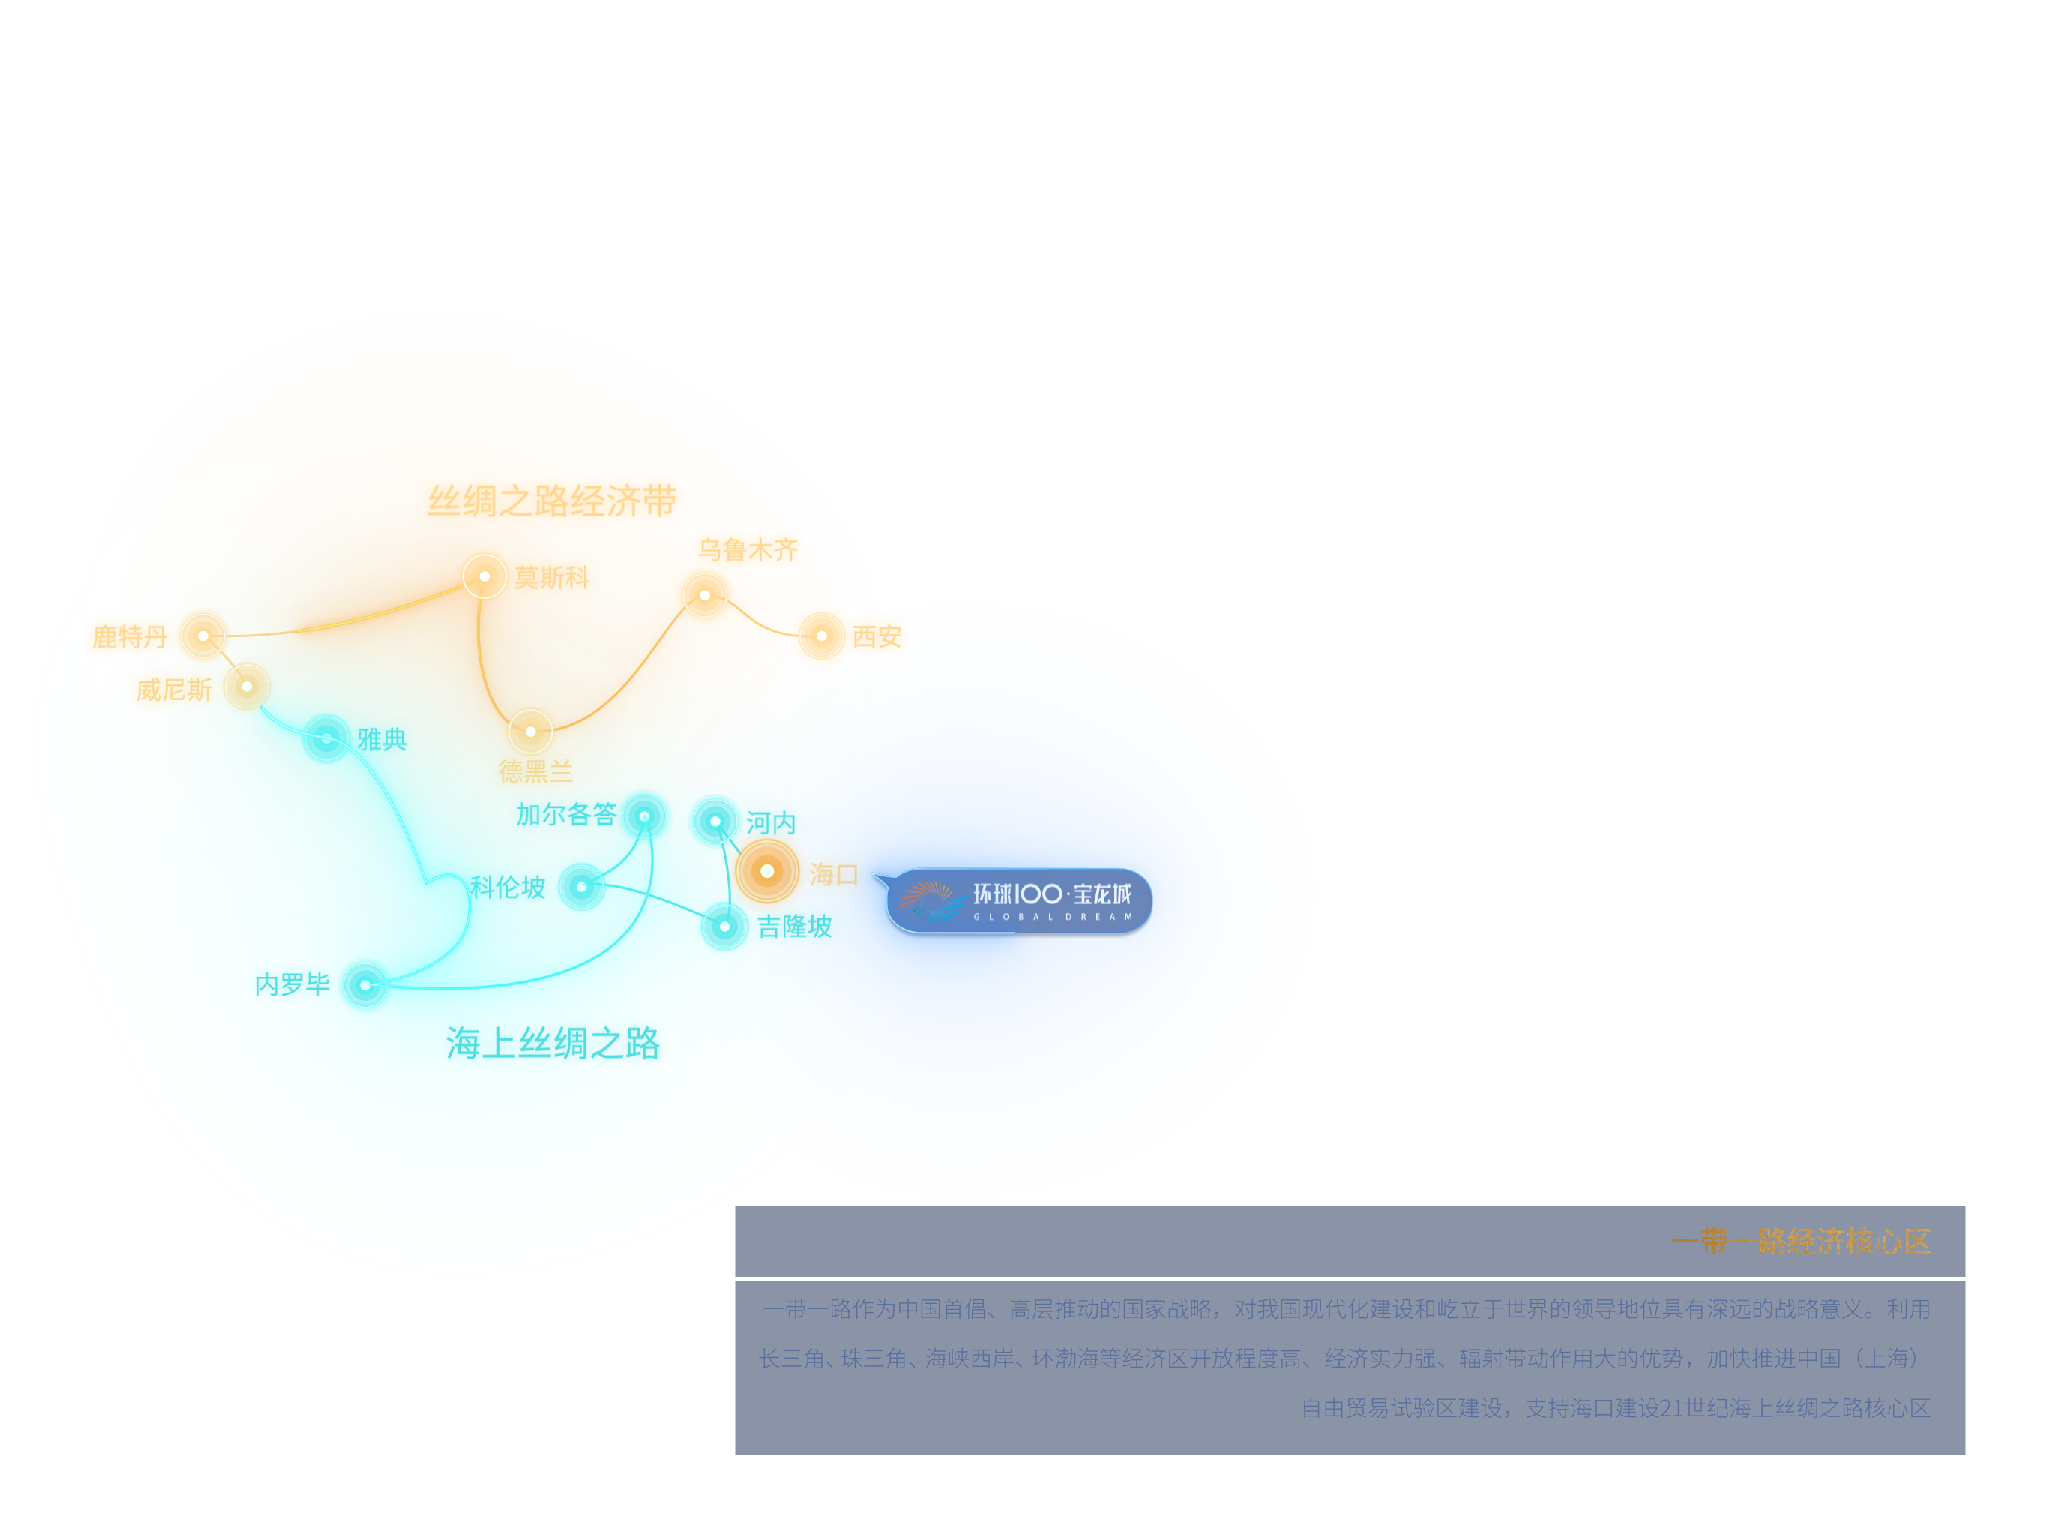 丝绸之路经济带
乌鲁木齐
莫斯科
鹿特丹
西安
威尼斯
雅典
德黑兰
加尔各答
河内
海口
科伦坡
环球100·宝龙城
GLOBAL DREAM
吉隆坡
内罗毕
海上丝绸之路
一带一路经济核心区
一带一路作为中国首倡、高层推动的国家战略，对我国现代化建设和屹立于世界的领导地位具有深远的战略意义。利用
长三角、珠三角、海峡西岸、环渤海等经济区开放程度高、经济实力强、辐射带动作用大的优势，加快推进中国（上海）
自由贸易试验区建设，支持海口建设21世纪海上丝绸之路核心区